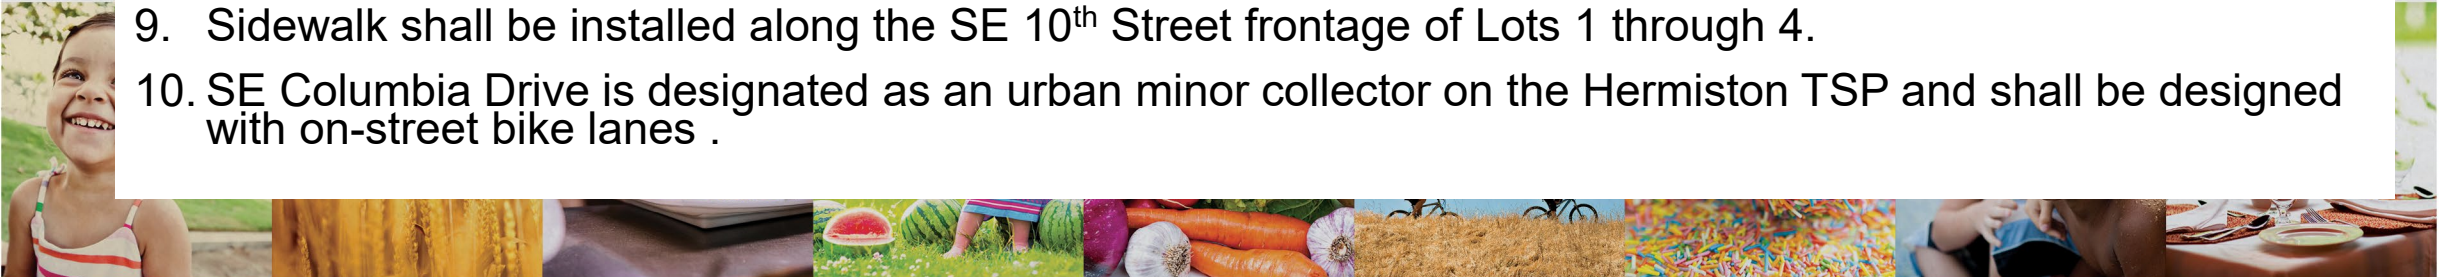 9. Sidewalk shall be installed along the SE 10th Street frontage of Lots 1 through 4.
10. SE Columbia Drive is designated as an urban minor collector on the Hermiston TSP and shall be designed
with on-street bike lanes .